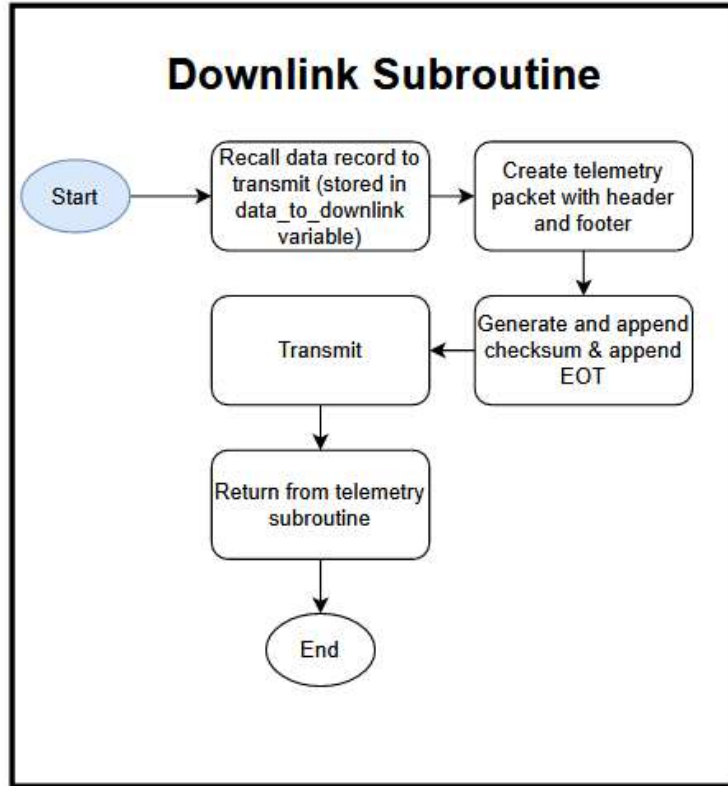 Downlink Subroutine
Start
Recall data record to
transmit (stored in
data_to_downlink
variable)
Create telemetry
packet with header
and footer
Generate and append
checksum & append
EOT
Transmit
Return from telemetry
subroutine
End